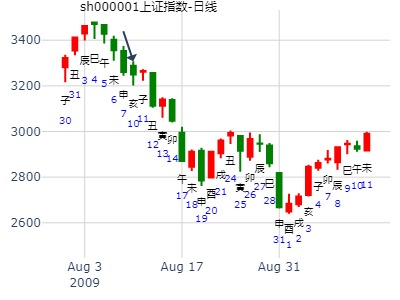 sh000001上证指数-日线
3400
3200
3000
2800
2600
子
30
丑
31
辰
3
巳
4
午
5
未
6
申
7
亥
10
子
11
丑
12
寅
13
卯
14
午
17
未
18
申
19
酉
20
戌
21
丑
24
寅
25
卯
26
辰
27
巳
28
申
31
酉
1
戌
2
亥
3
子
4
卯
7
辰
8
巳
9
午
10
未
11
Aug 3
2009
Aug 17
Aug 31